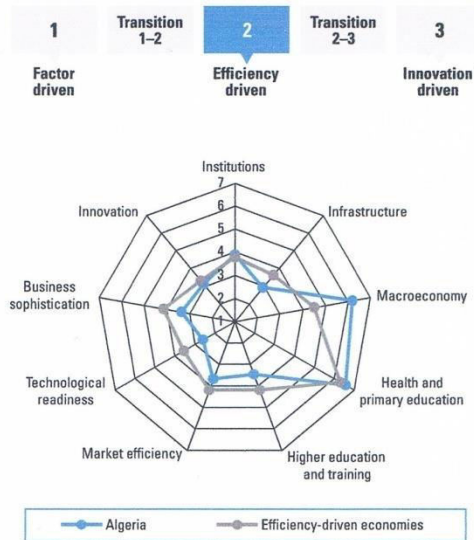 1
Transition
1–2
2
Transition
2–3
3
Factor
driven
Efficiency
driven
Innovation
driven
Institutions
7
6
5
4
3
2
1
Innovation
Infrastructure
Business
sophistication
Macroeconomy
Technological
readiness
Health and
primary education
Market efficiency
Higher education
and training
Algeria
Efficiency-driven economies